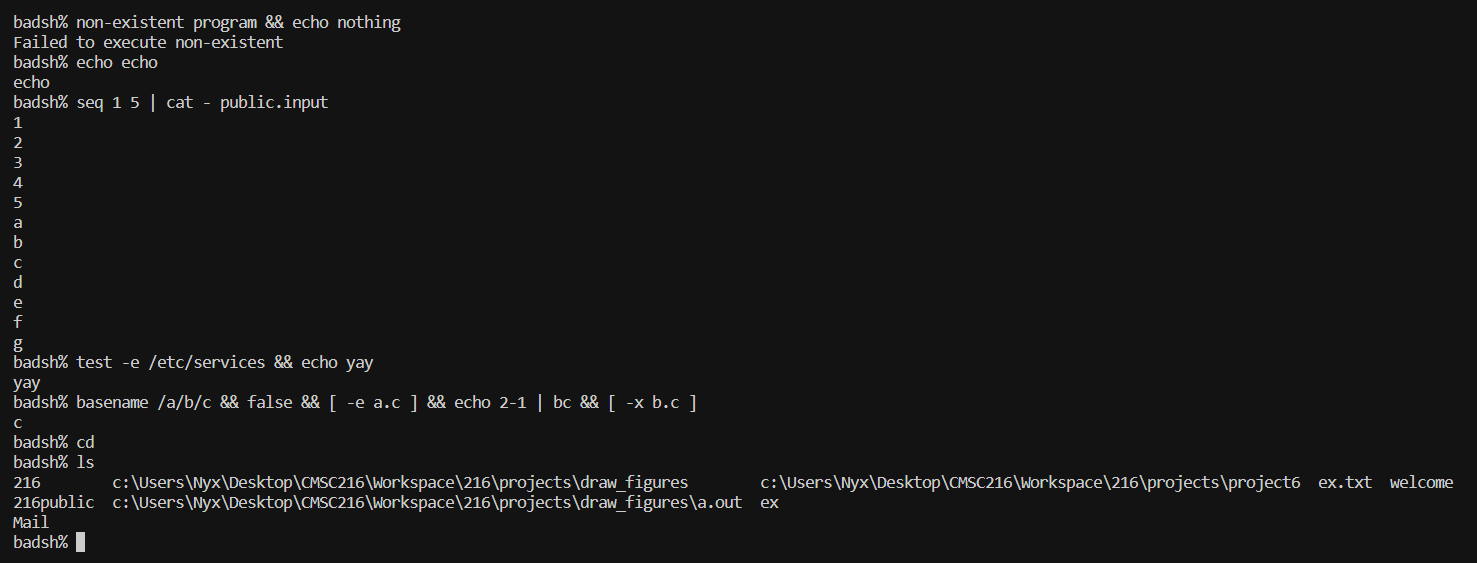 badsh% non-existent program && echo nothing
Failed to execute non-existent
badsh% echo echo
echo
badsh% seq 1 5 | cat - public.input
1
2
3
4
5
a
b
c
d
e
f
g
badsh% test -e /etc/services && echo yay
yay
badsh% basename /a/b/c && false && [ -e a.c ] && echo 2-1 | bc && [ -x b.c ]
c
badsh% cd
badsh% ls
216        c:\Users\Nyx\Desktop\CMSC216\Workspace\216\projects\draw_figures        c:\Users\Nyx\Desktop\CMSC216\Workspace\216\projects\project6  ex.txt  welcome
216public  c:\Users\Nyx\Desktop\CMSC216\Workspace\216\projects\draw_figures\a.out  ex
Mail
badsh%